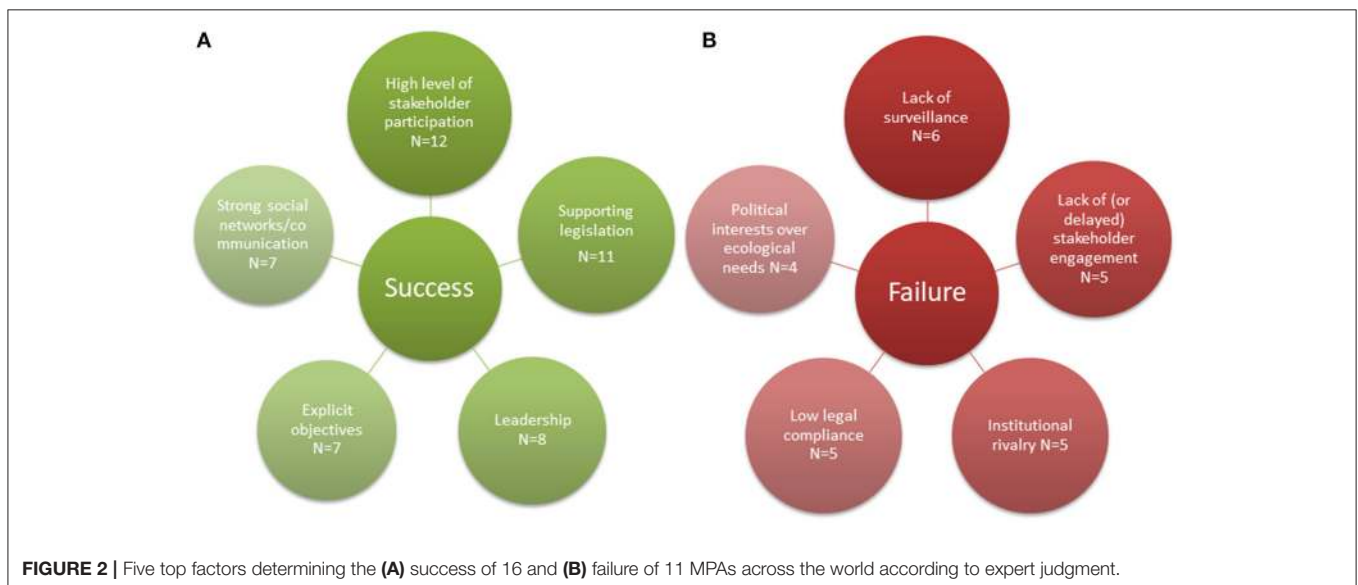 A
High level of
stakeholder
participation
N=12
Strong social
networks/co
mmunication
N=7
Supporting
legislation
N=11
Success
Explicit
objectives
N=7
Leadership
N=8
B
Lack of
surveillance
N=6
Political
interests over
ecological
needs N=4
Lack of (or
delayed)
stakeholder
engagement
N=5
Failure
Low legal
compliance
N=5
Institutional
rivalry N=5
FIGURE 2 | Five top factors determining the (A) success of 16 and (B) failure of 11 MPAs across the world according to expert judgment.